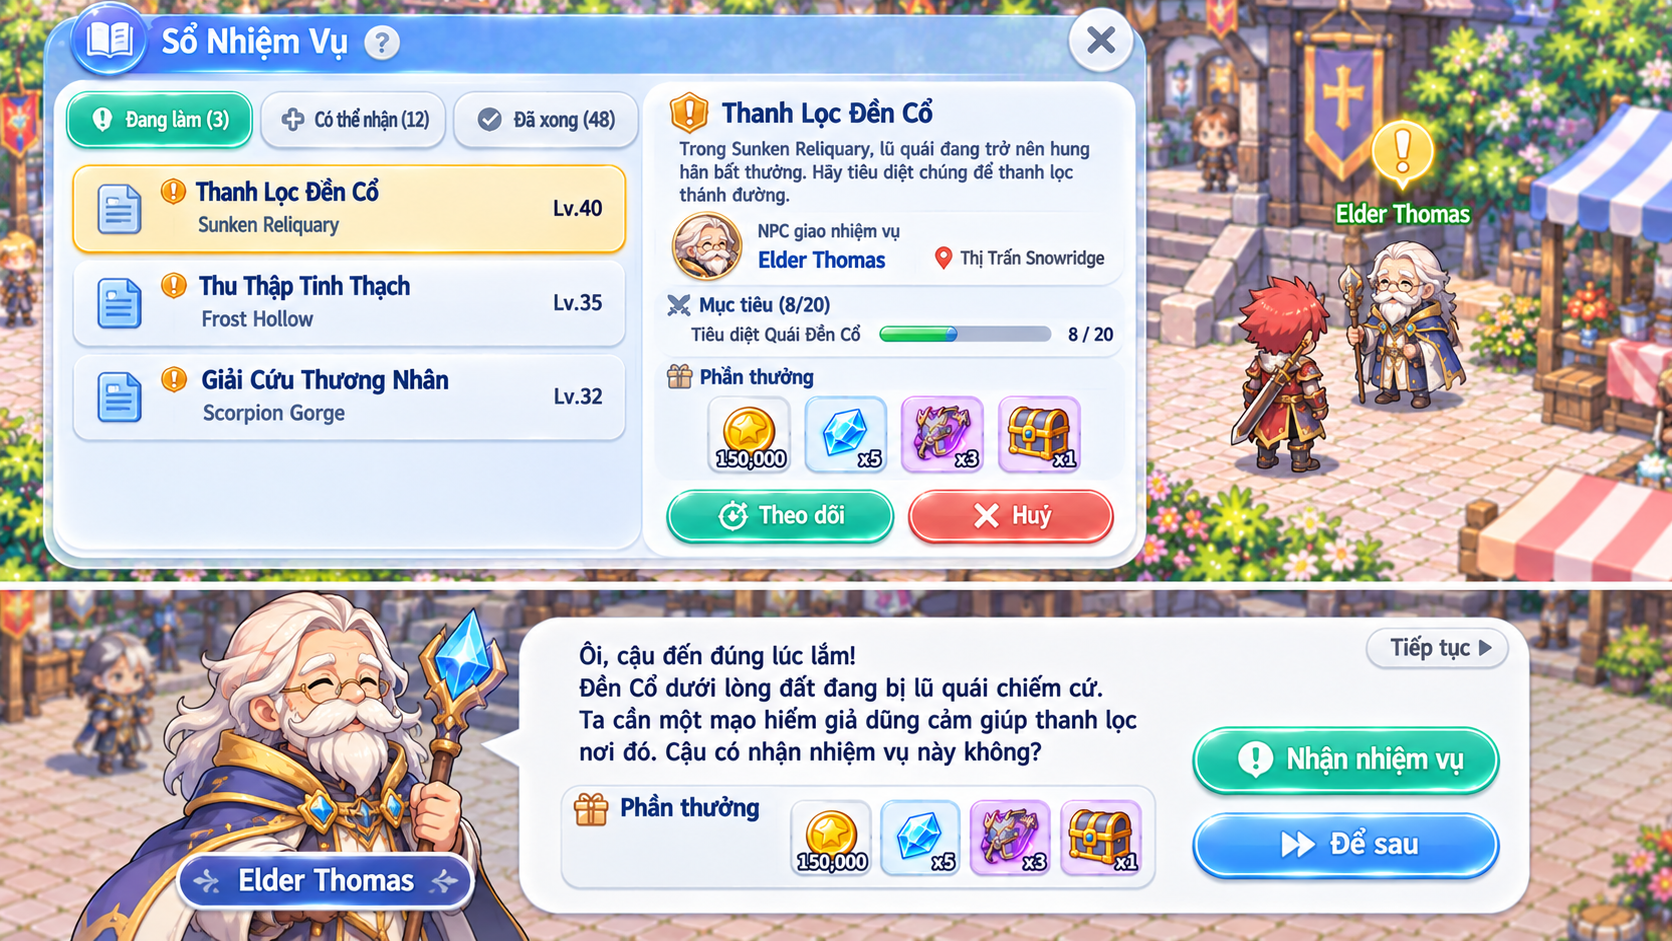 Sổ Nhiệm Vụ ?
Đang làm (3)
Có thể nhận (12)
Đã xong (48)
Thanh Lọc Đền Cổ
Sunken Reliquary
Lv.40
Thu Thập Tinh Thạch
Frost Hollow
Lv.35
Giải Cứu Thương Nhân
Scorpion Gorge
Lv.32
Thanh Lọc Đền Cổ
Trong Sunken Reliquary, lũ quái đang trở nên hung
hãn bất thường. Hãy tiêu diệt chúng để thanh lọc
thánh đường.
NPC giao nhiệm vụ
Elder Thomas
Thị Trấn Snowridge
Mục tiêu (8/20)
Tiêu diệt Quái Đền Cổ
8 / 20
Phần thưởng
150,000
x5
x3
x1
Theo dõi
Huỷ
Elder Thomas
Ôi, cậu đến đúng lúc lắm!
Đền Cổ dưới lòng đất đang bị lũ quái chiếm cứ.
Ta cần một mạo hiểm giả dũng cảm giúp thanh lọc
nơi đó. Cậu có nhận nhiệm vụ này không?
Tiếp tục
Phần thưởng
150,000
x5
x3
x1
Nhận nhiệm vụ
Để sau
Elder Thomas